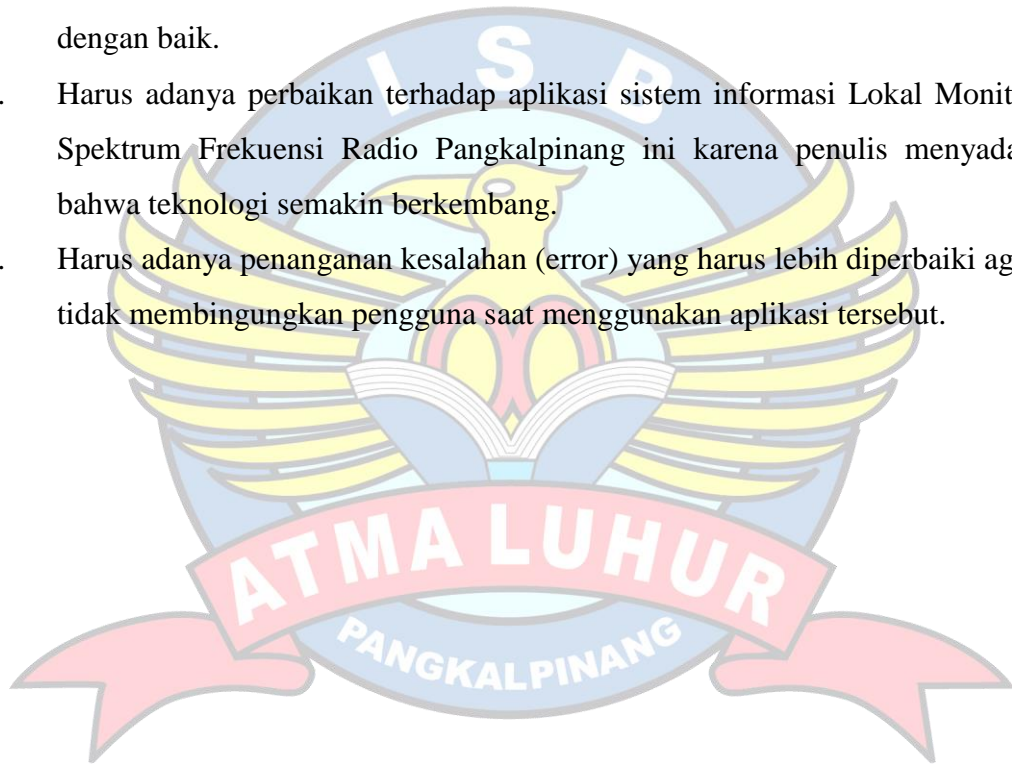 dengan baik.
. Harus adanya perbaikan terhadap aplikasi sistem informasi Lokal Monit
Spektrum Frekuensi Radio Pangkalpinang ini karena penulis menyada
bahwa teknologi semakin berkembang.
. Harus adanya penanganan kesalahan (error) yang harus lebih diperbaiki ag
tidak membingungkan pengguna saat menggunakan aplikasi tersebut.
I S B
ATMA LUHUR
PANGKALPINANG